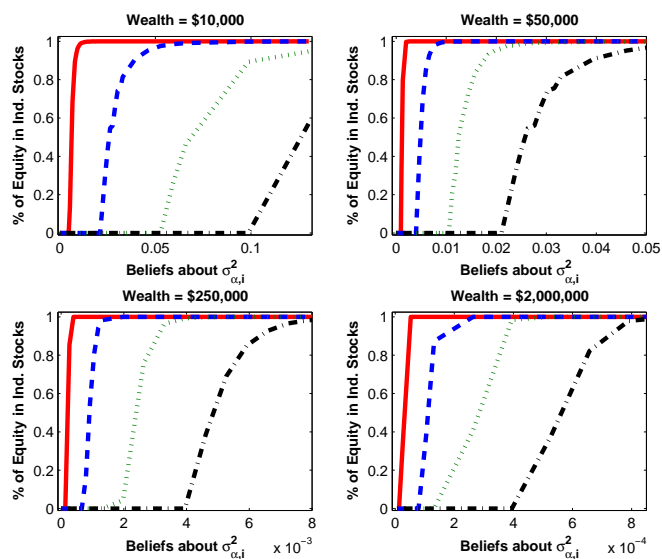 Wealth = $10,000
% of Equity in Ind. Stocks
1
0.8
0.6
0.4
0.2
0
0 0.05 0.1
Beliefs about σ²α,i
Wealth = $50,000
% of Equity in Ind. Stocks
1
0.8
0.6
0.4
0.2
0
0 0.01 0.02 0.03 0.04 0.05
Beliefs about σ²α,i
Wealth = $250,000
% of Equity in Ind. Stocks
1
0.8
0.6
0.4
0.2
0
0 2 4 6 8
Beliefs about σ²α,i x 10⁻³
Wealth = $2,000,000
% of Equity in Ind. Stocks
1
0.8
0.6
0.4
0.2
0
0 2 4 6 8
Beliefs about σ²α,i x 10⁻⁴